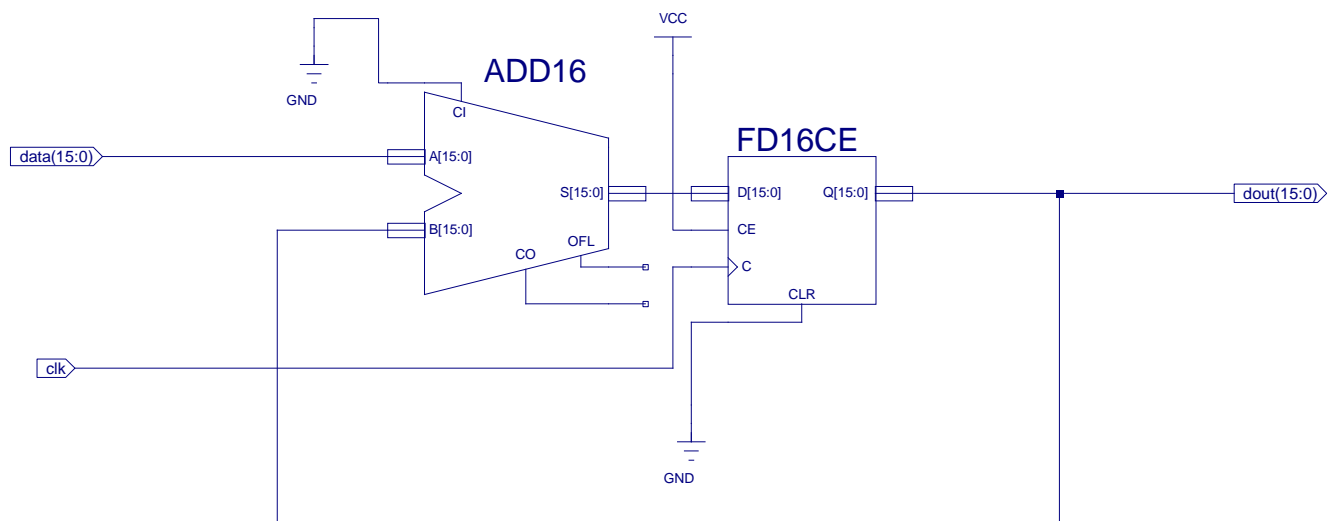 VCC
ADD16
GND
CI
FD16CE
data(15:0)
A[15:0]
S[15:0]
D[15:0]
Q[15:0]
dout(15:0)
B[15:0]
CE
OFL
CO
C
CLR
clk
GND